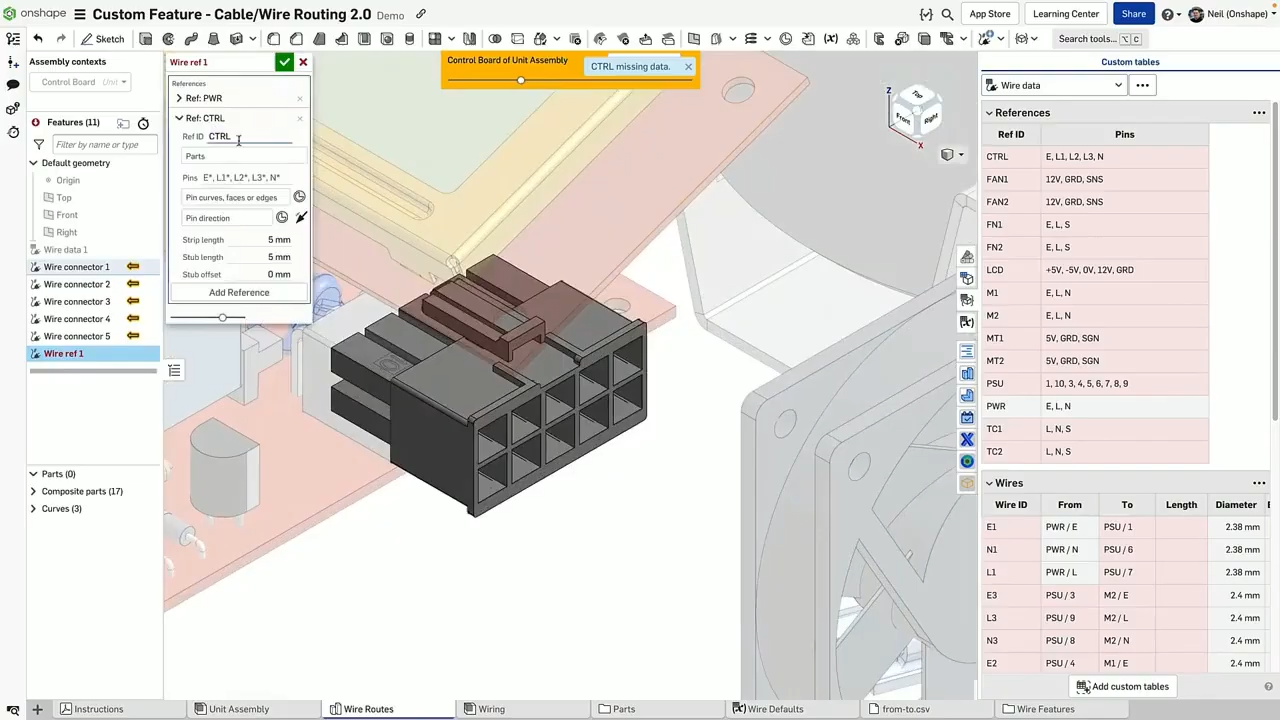 onshape Custom Feature - Cable/Wire Routing 2.0 Demo App Store Learning Center Share Neil (Onshape)
Sketch Search tools... ⌥ C
Assembly contexts
Control Board Unit
Features (11)
Filter by name or type
Default geometry
Origin
Top
Front
Right
Wire data 1
Wire connector 1
Wire connector 2
Wire connector 3
Wire connector 4
Wire connector 5
Wire ref 1
Parts (0)
Composite parts (17)
Curves (3)
Wire ref 1
References
Ref: PWR
Ref: CTRL
Ref ID CTRL
Parts
Pins E*, L1*, L2*, L3*, N*
Pin curves, faces or edges
Pin direction
Strip length 5 mm
Stub length 5 mm
Stub offset 0 mm
Add Reference
Control Board of Unit Assembly
CTRL missing data.
Z
Top
Front Right
X
Custom tables
Wire data
References
Ref ID Pins
CTRL E, L1, L2, L3, N
FAN1 12V, GRD, SNS
FAN2 12V, GRD, SNS
FN1 E, L, S
FN2 E, L, S
LCD +5V, -5V, 0V, 12V, GRD
M1 E, L, N
M2 E, L, N
MT1 5V, GRD, SNS
MT2 5V, GRD, SNS
PSU 1, 10, 3, 4, 5, 6, 7, 8, 9
PWR E, L, N
TC1 L, N, S
TC2 L, N, S
Wires
Wire ID From To Length Diameter
E1 PWR / E PSU / 1 2.38 mm
N1 PWR / N PSU / 6 2.38 mm
L1 PWR / L PSU / 7 2.38 mm
E3 PSU / 3 M2 / E 2.4 mm
L3 PSU / 9 M2 / L 2.4 mm
N3 PSU / 8 M2 / N 2.4 mm
E2 PSU / 4 M1 / E 2.4 mm
Add custom tables
Instructions Unit Assembly Wire Routes Wiring Parts Wire Defaults from-to.csv Wire Features